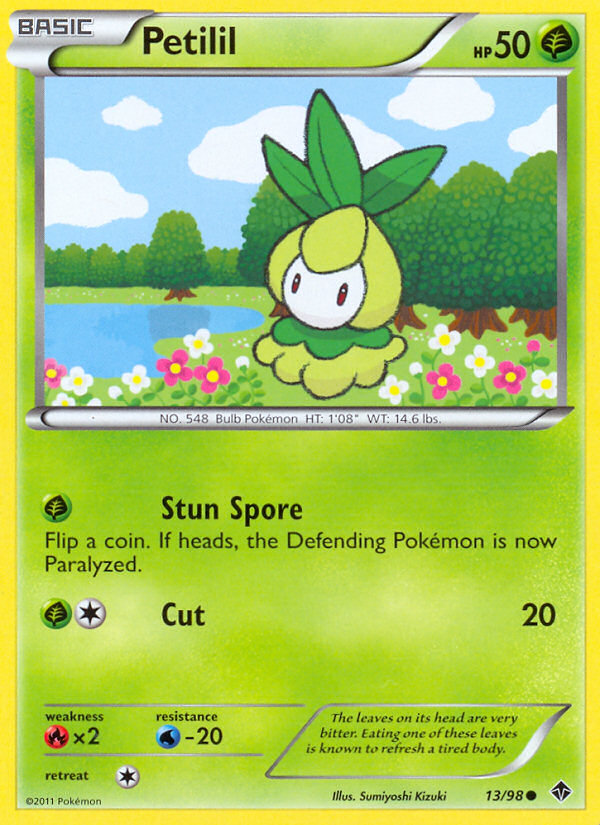 BASIC
Petilil
HP50
NO. 548 Bulb Pokémon HT: 1'08" WT: 14.6 lbs.
Stun Spore
Flip a coin. If heads, the Defending Pokémon is now
Paralyzed.
Cut 20
weakness resistance
×2 -20
The leaves on its head are very
bitter. Eating one of these leaves
is known to refresh a tired body.
retreat
©2011 Pokémon
Illus. Sumiyoshi Kizuki 13/98